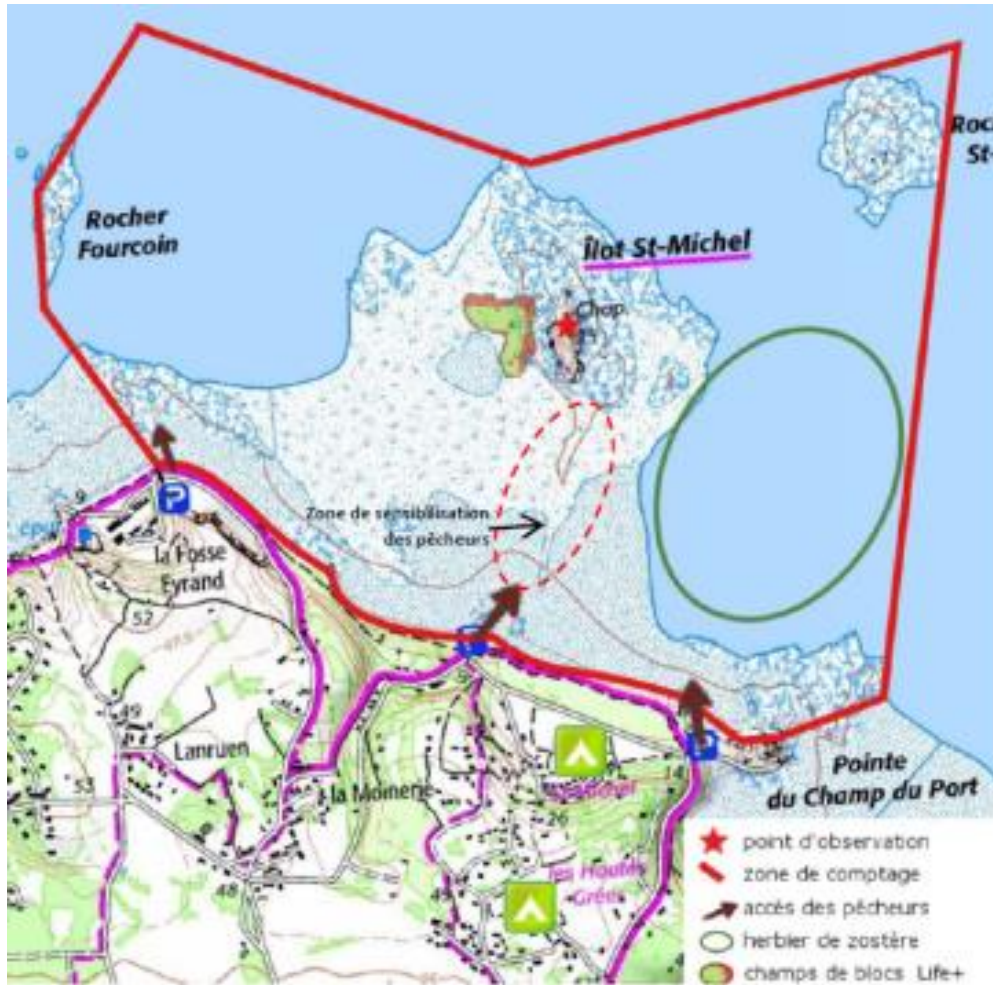 Roc
St-
Rocher
Fourcoin
Îlot St-Michel
Chap.
Zone de sensibilisation
des pêcheurs
9
P
la Fosse
Eyrand
52
49
Lanruen
53
la Moinerie
48
14
26
les Hautes
Grées
P
Pointe
du Champ du Port
point d'observation
zone de comptage
accès des pêcheurs
herbier de zostère
champs de blocs Life+